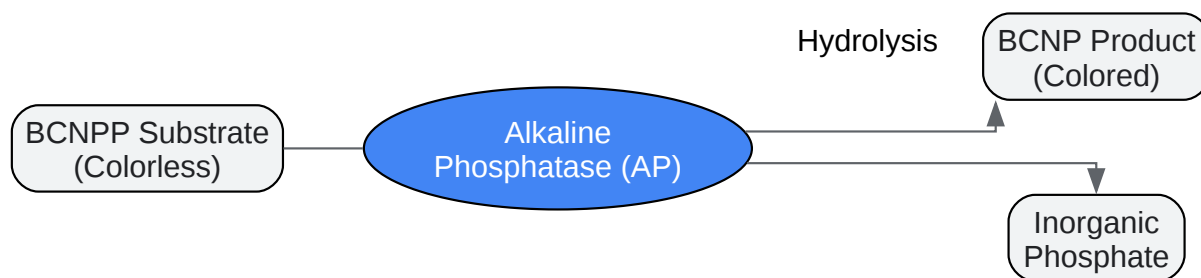 Hydrolysis
BCNP Product
(Colored)
BCNPP Substrate
(Colorless)
Alkaline
Phosphatase (AP)
Inorganic
Phosphate